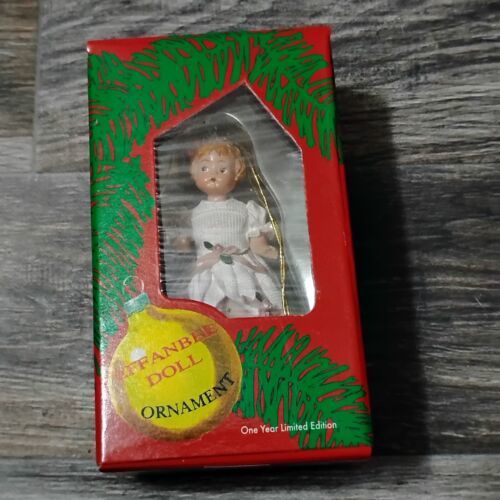 EFFANBEE
DOLL
ORNAMENT
One Year Limited Edition